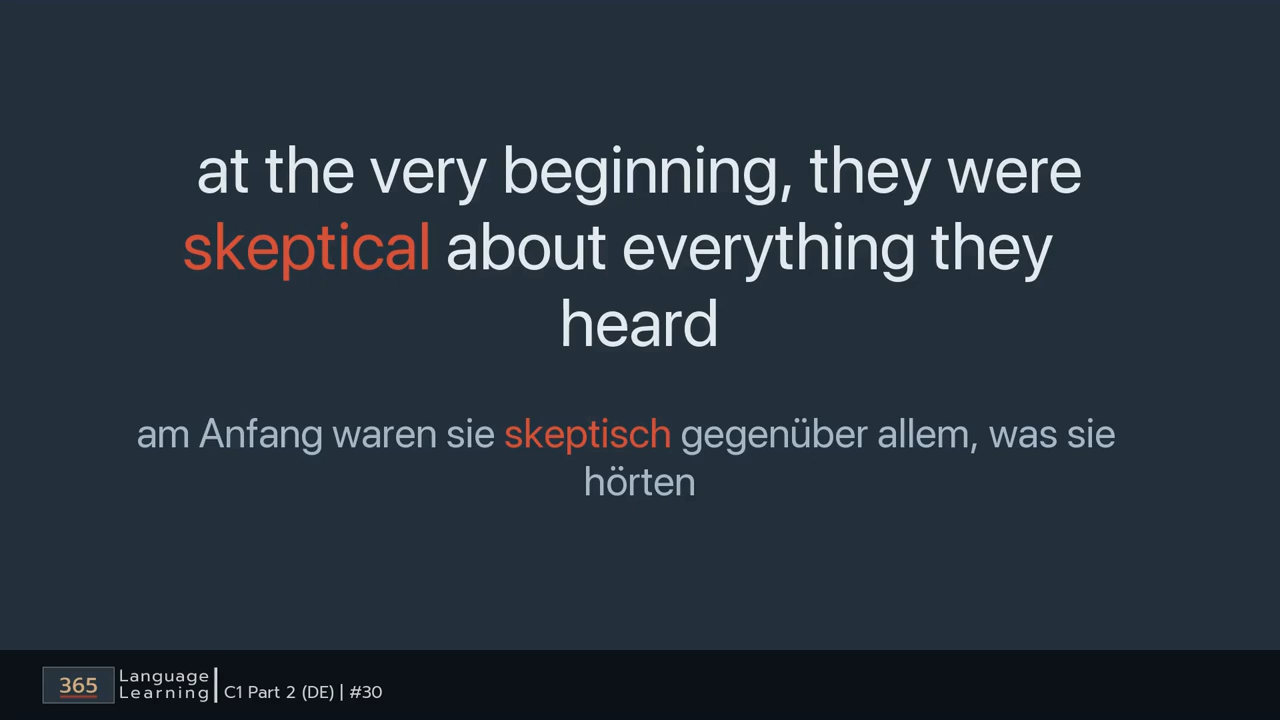 at the very beginning, they were
skeptical about everything they
heard
am Anfang waren sie skeptisch gegenüber allem, was sie
hörten
365 Language
Learning
C1 Part 2 (DE) | #30